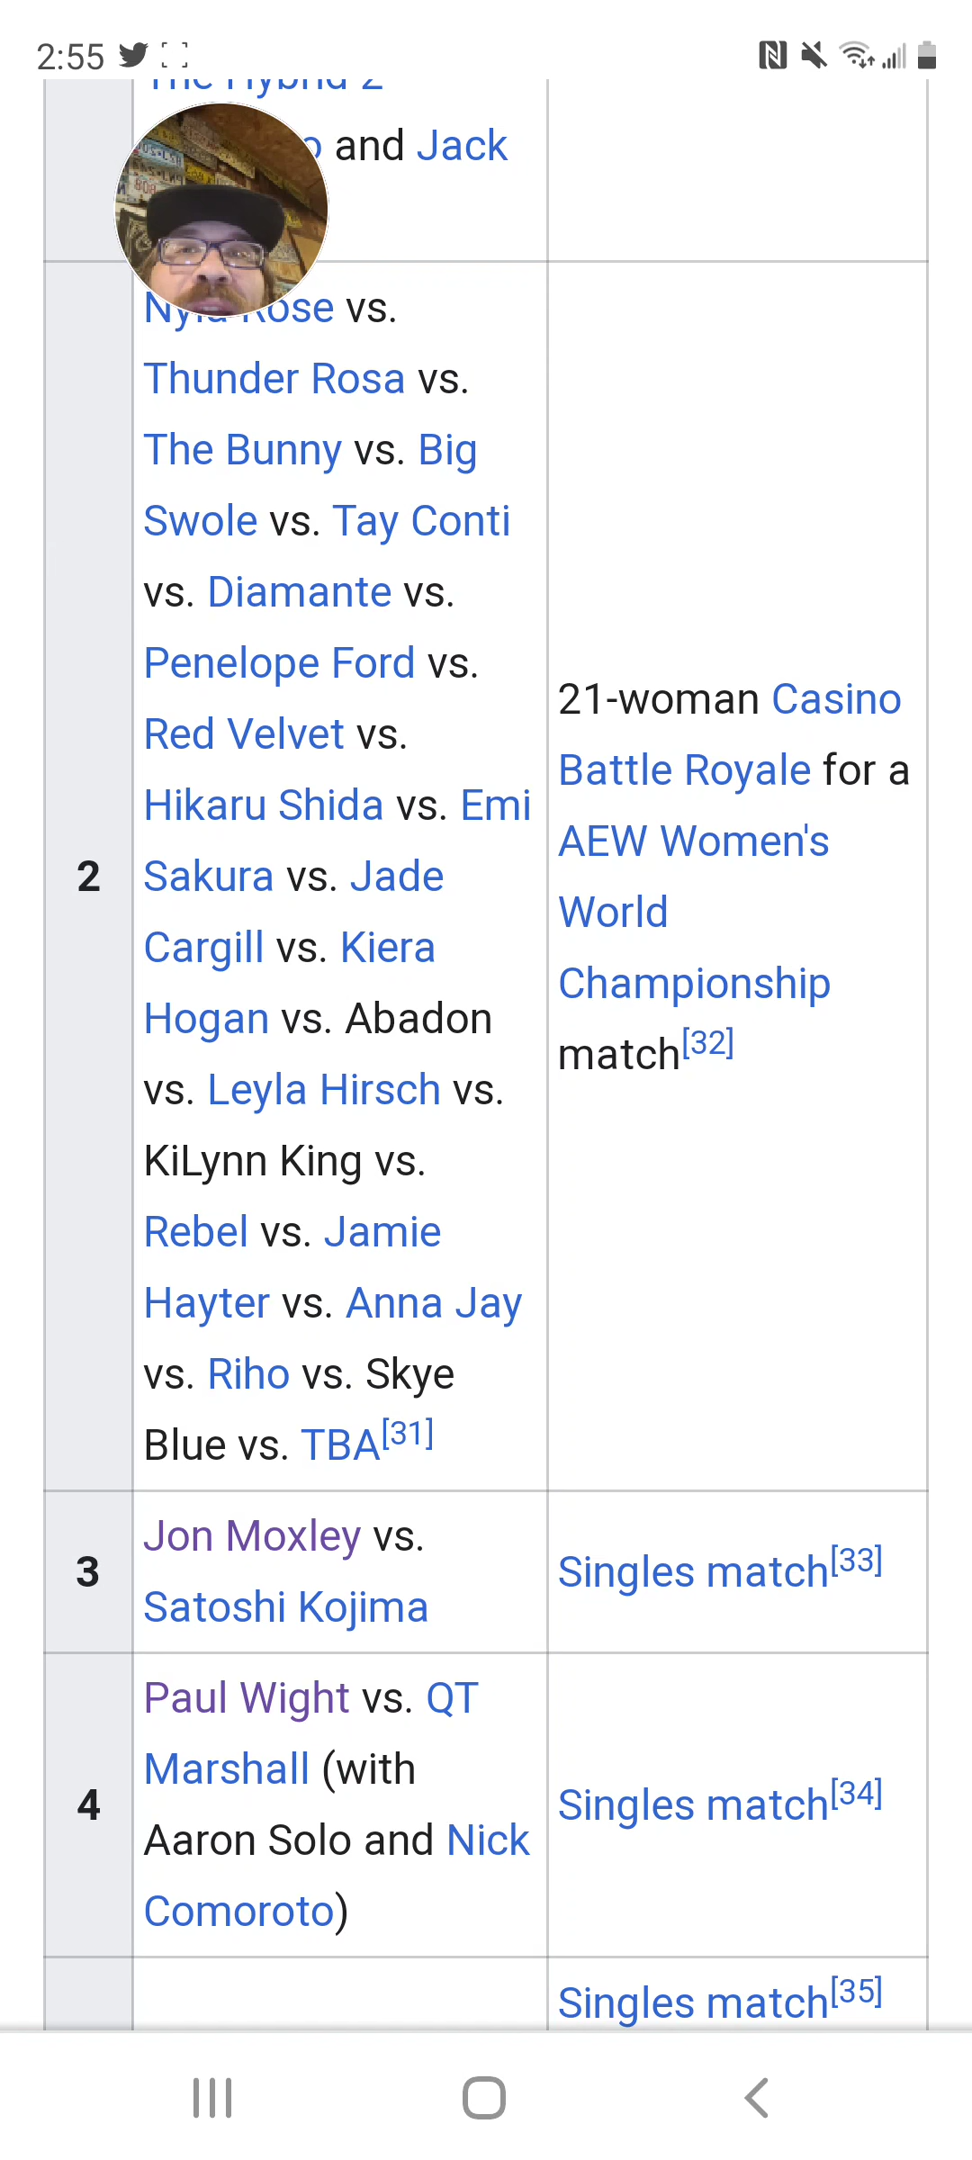 2:55
and Jack
Nyla Rose vs.
Thunder Rosa vs.
The Bunny vs. Big
Swole vs. Tay Conti
vs. Diamante vs.
Penelope Ford vs.
Red Velvet vs.
Hikaru Shida vs. Emi
Sakura vs. Jade
Cargill vs. Kiera
Hogan vs. Abadon
vs. Leyla Hirsch vs.
KiLynn King vs.
Rebel vs. Jamie
Hayter vs. Anna Jay
vs. Riho vs. Skye
Blue vs. TBA[31]
2
21-woman Casino
Battle Royale for a
AEW Women's
World
Championship
match[32]
3
Jon Moxley vs.
Satoshi Kojima
Singles match[33]
4
Paul Wight vs. QT
Marshall (with
Aaron Solo and Nick
Comoroto)
Singles match[34]
Singles match[35]